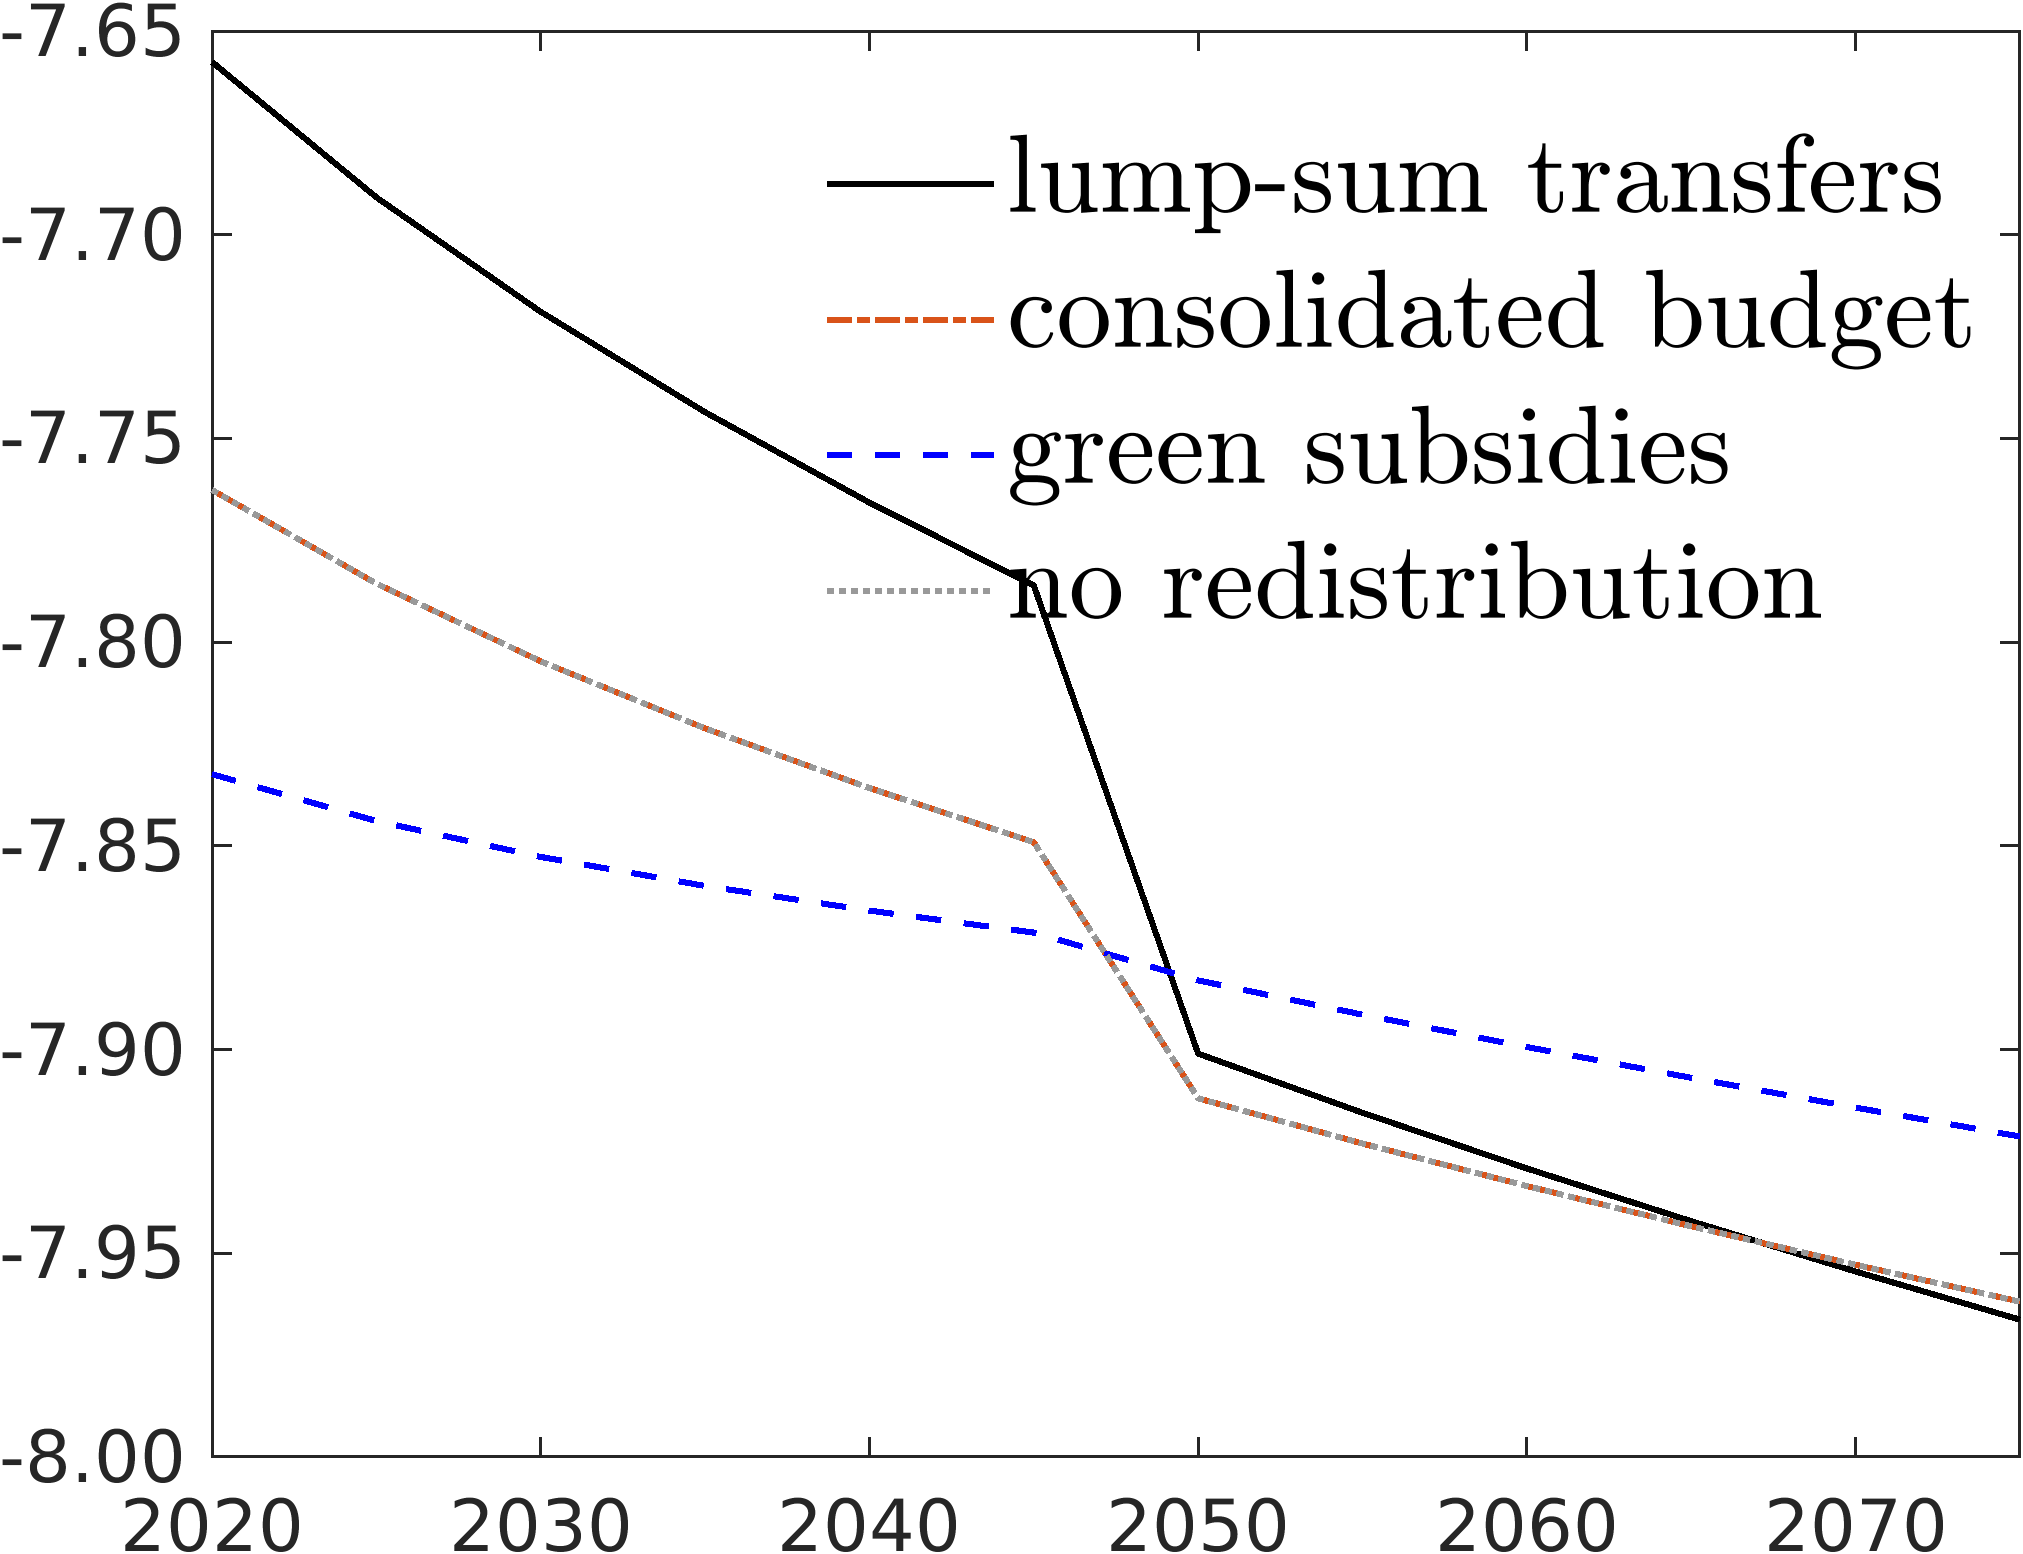 -7.65
-7.70
-7.75
-7.80
-7.85
-7.90
-7.95
-8.00
lump-sum transfers
consolidated budget
green subsidies
no redistribution
2020 2030 2040 2050 2060 2070